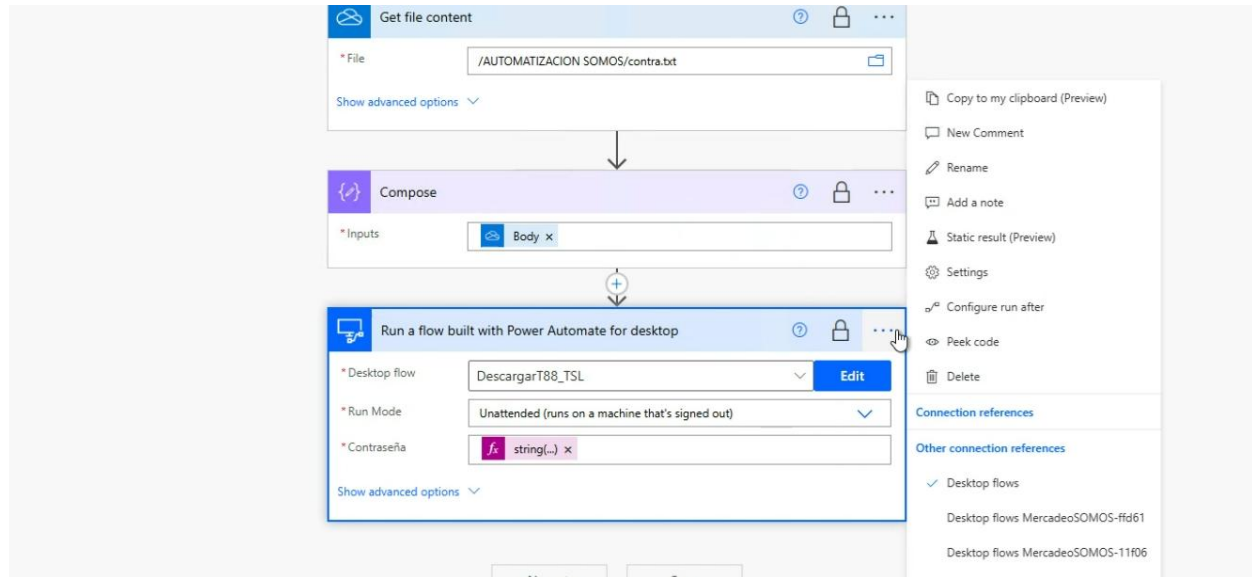 Get file content
* File
/AUTOMATIZACION SOMOS/contra.txt
Show advanced options
Compose
* Inputs
Body ×
Run a flow built with Power Automate for desktop
* Desktop flow
DescargarT88_TSL
Edit
* Run Mode
Unattended (runs on a machine that's signed out)
* Contraseña
fx string(...) ×
Show advanced options
Copy to my clipboard (Preview)
New Comment
Rename
Add a note
Static result (Preview)
Settings
Configure run after
Peek code
Delete
Connection references
Other connection references
Desktop flows
Desktop flows MercadeoSOMOS-ffd61
Desktop flows MercadeoSOMOS-11f06